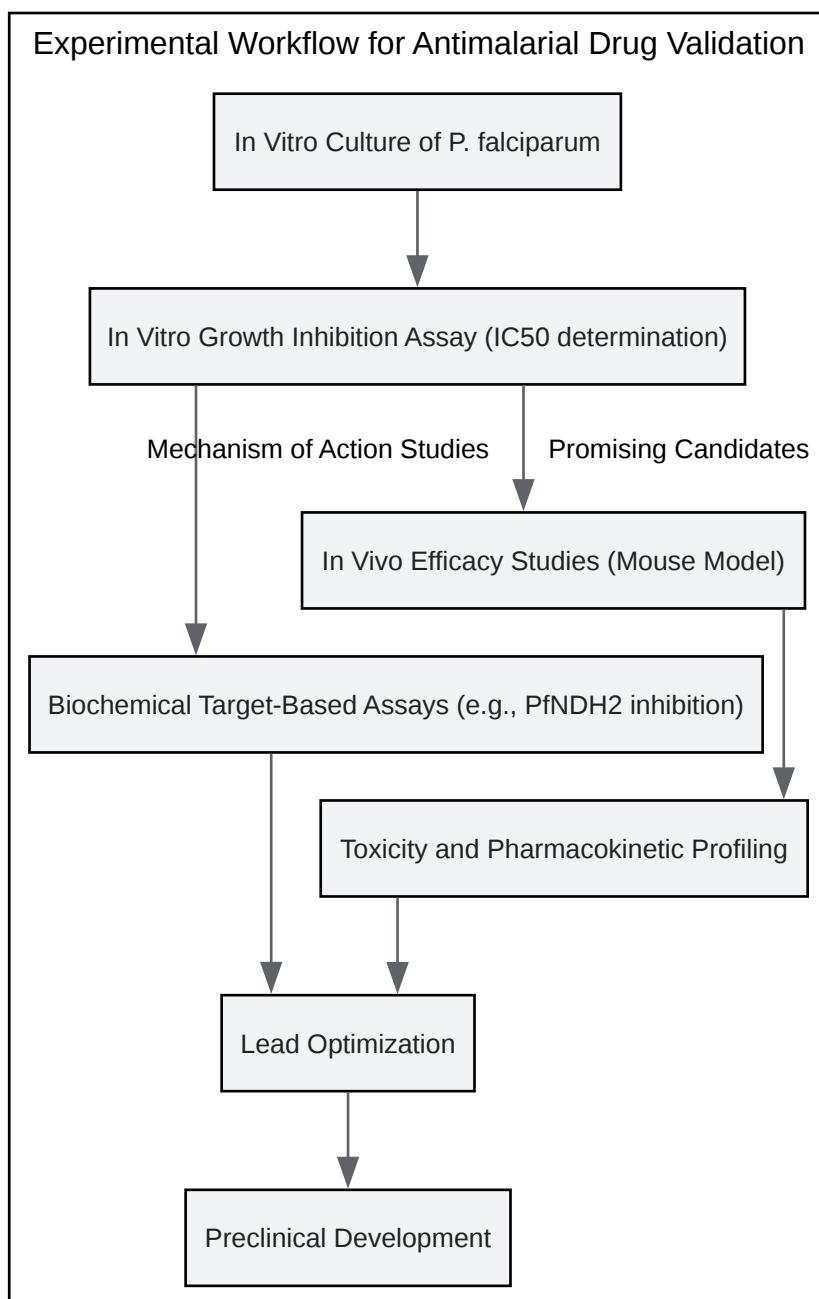 Experimental Workflow for Antimalarial Drug Validation
In Vitro Culture of P. falciparum
In Vitro Growth Inhibition Assay (IC50 determination)
Mechanism of Action Studies
Promising Candidates
In Vivo Efficacy Studies (Mouse Model)
Biochemical Target-Based Assays (e.g., PfNDH2 inhibition)
Toxicity and Pharmacokinetic Profiling
Lead Optimization
Preclinical Development